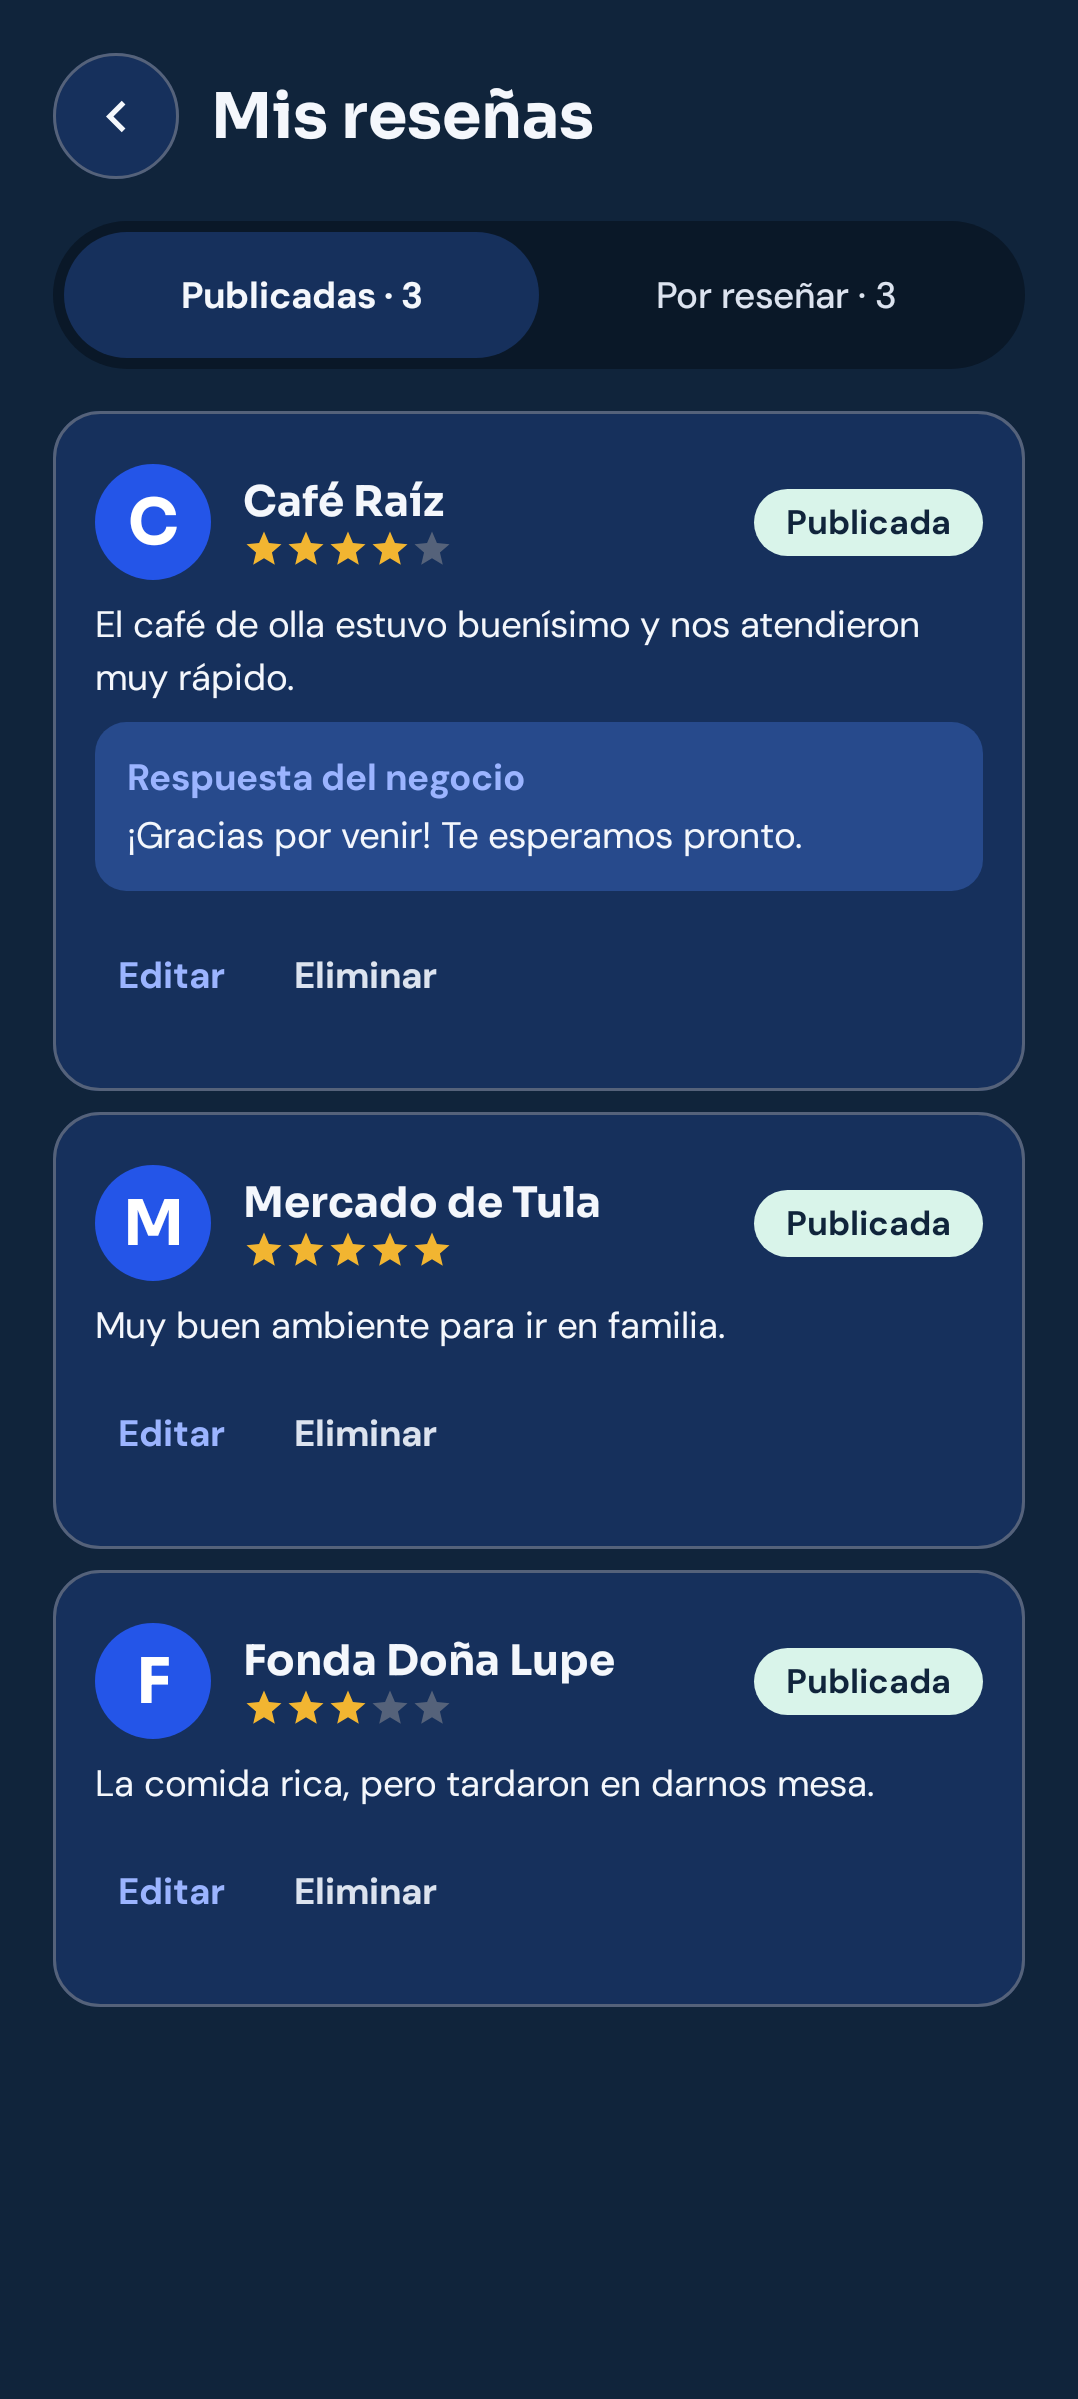 Mis reseñas
Publicadas · 3
Por reseñar · 3
C
Café Raíz
Publicada
El café de olla estuvo buenísimo y nos atendieron
muy rápido.
Respuesta del negocio
¡Gracias por venir! Te esperamos pronto.
Editar
Eliminar
M
Mercado de Tula
Publicada
Muy buen ambiente para ir en familia.
Editar
Eliminar
F
Fonda Doña Lupe
Publicada
La comida rica, pero tardaron en darnos mesa.
Editar
Eliminar